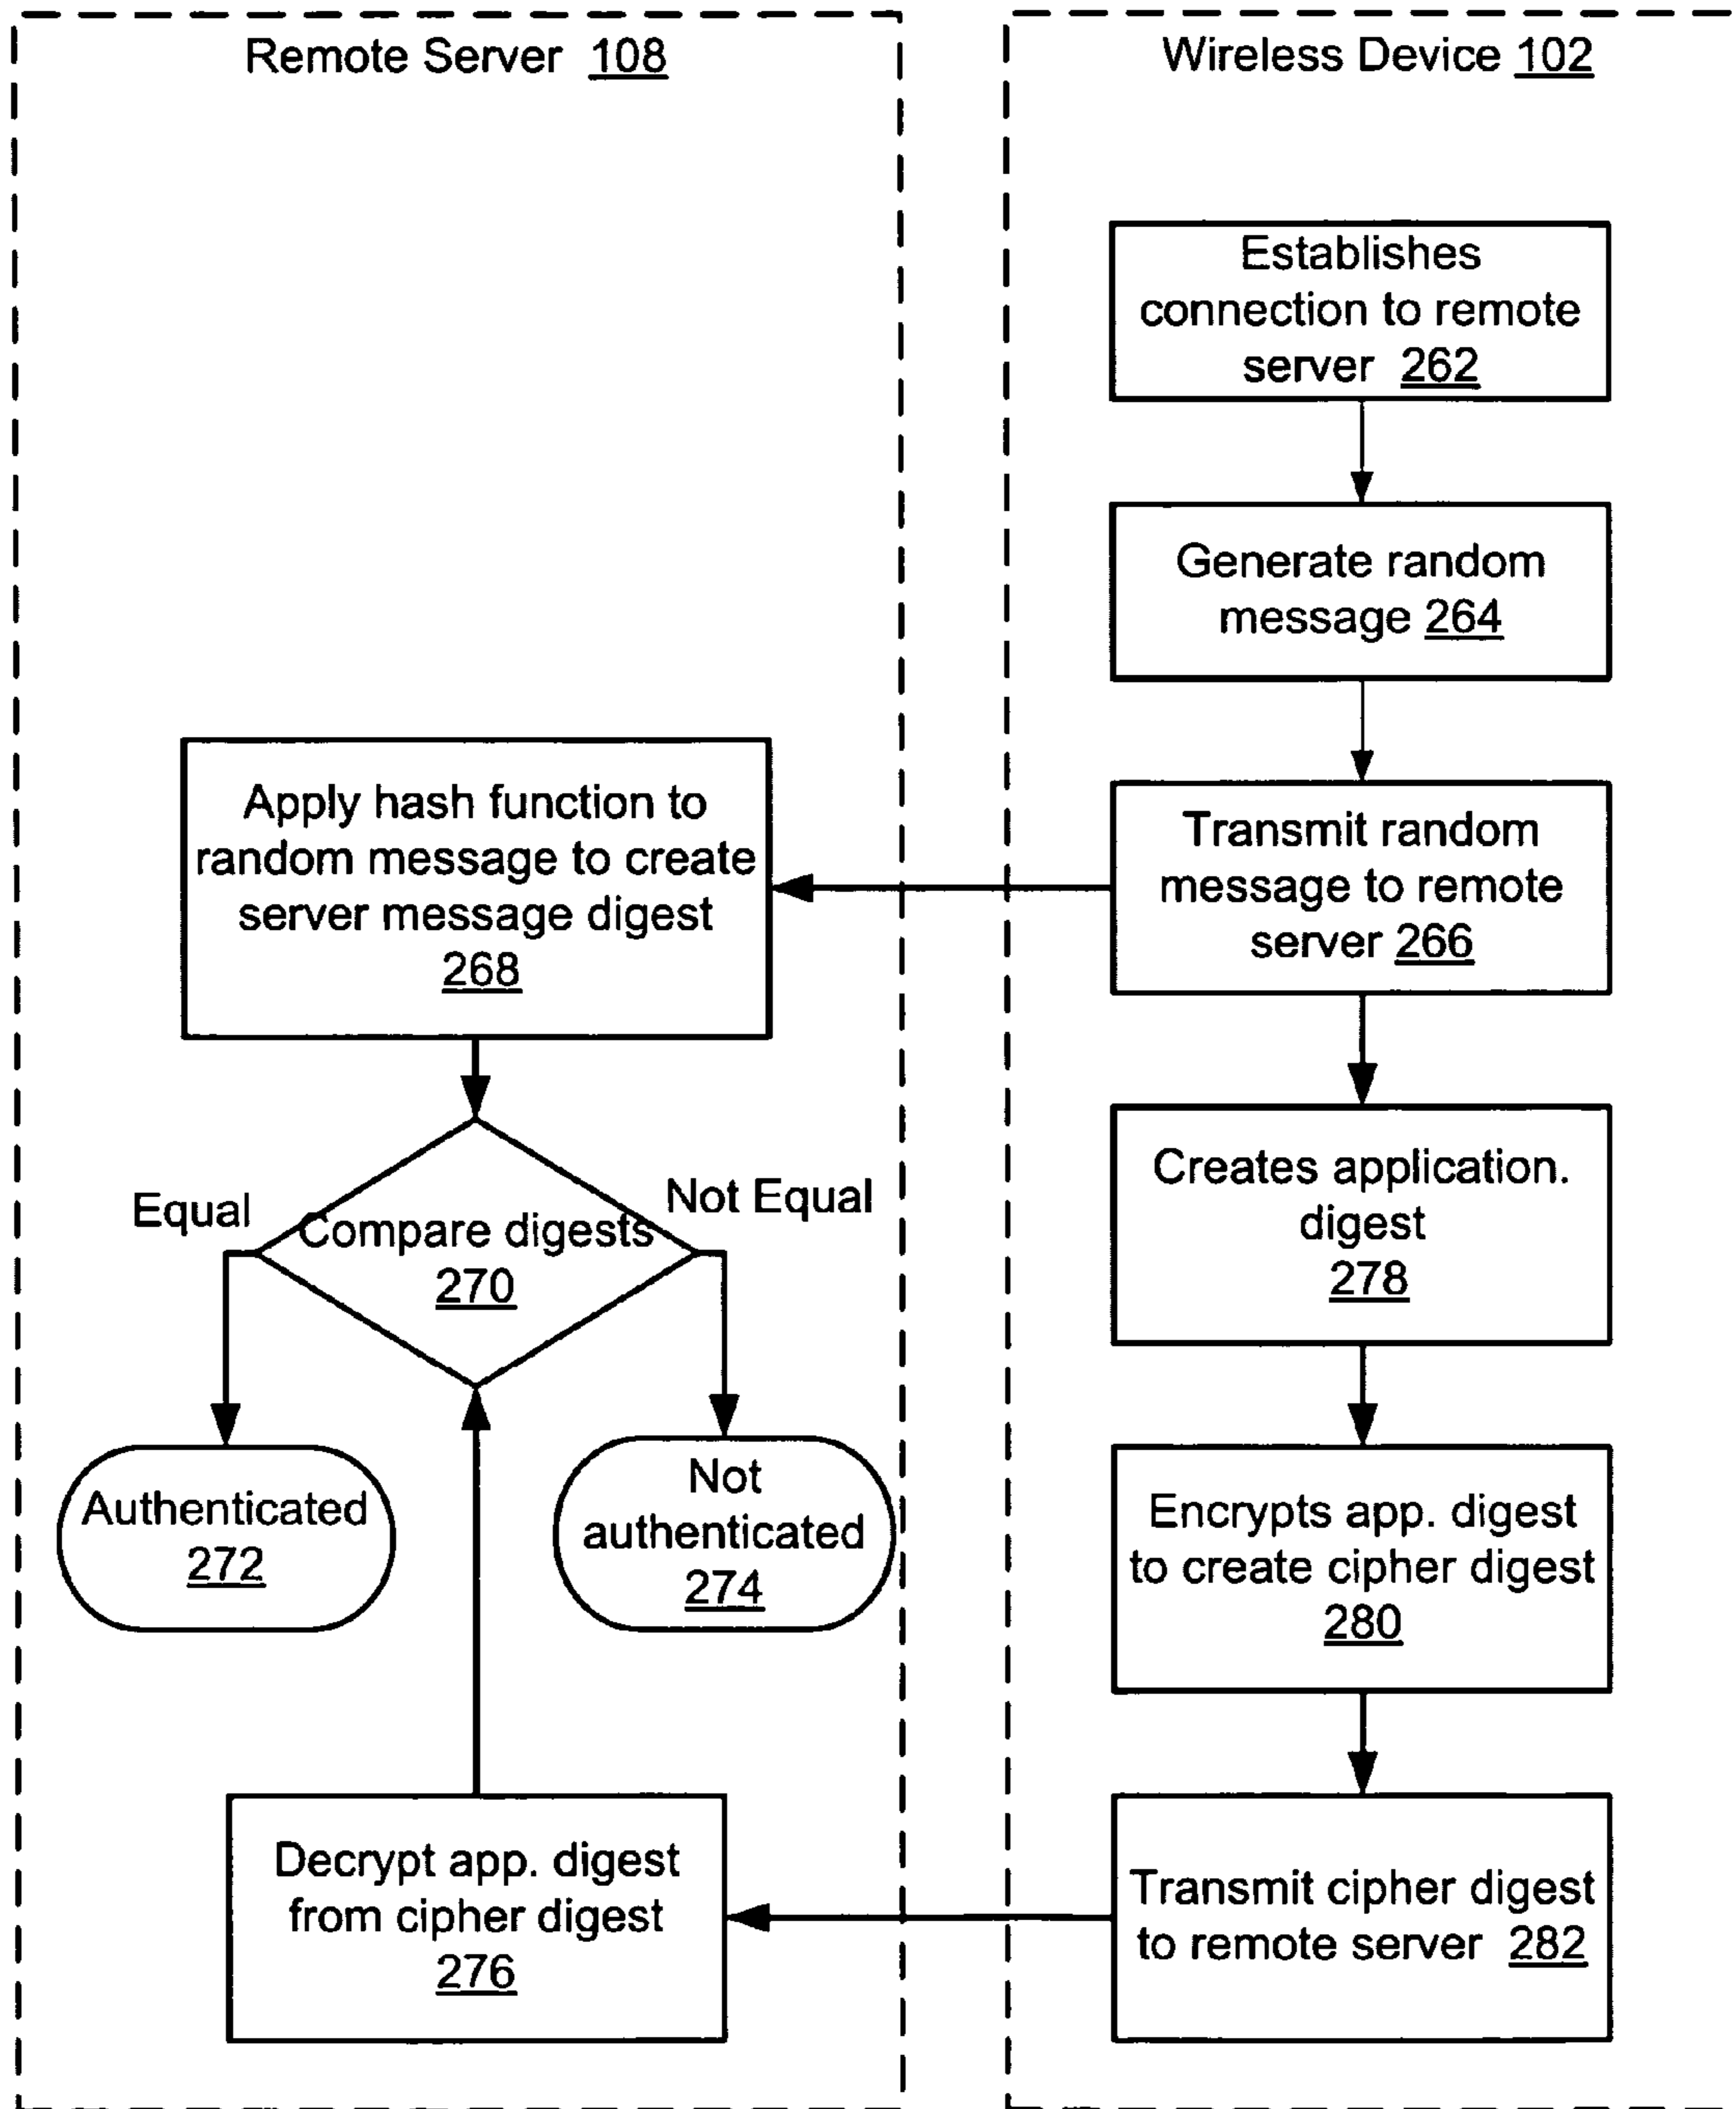 Remote Server 108
Wireless Device 102
Establishes
connection to remote
server 262
Generate random
message 264
Transmit random
message to remote
server 266
Apply hash function to
random message to create
server message digest
268
Equal
Compare digests
270
Not Equal
Creates application.
digest
278
Authenticated
272
Not
authenticated
274
Encrypts app. digest
to create cipher digest
280
Decrypt app. digest
from cipher digest
276
Transmit cipher digest
to remote server 282